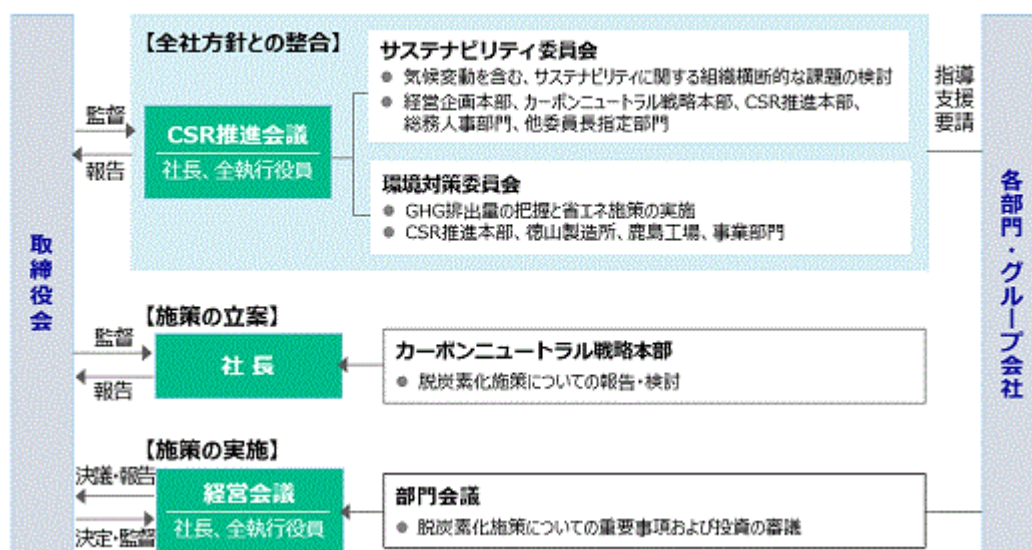 【全社方針との整合】
サステナビリティ委員会
● 気候変動を含む、サステナビリティに関する組織横断的な課題の検討
● 経営企画本部、カーボンニュートラル戦略本部、CSR推進本部、
総務人事部門、他委員長指定部門
監督
報告
CSR推進会議
社長、全執行役員
指導
支援
要請
環境対策委員会
● GHG排出量の把握と省エネ施策の実施
● CSR推進本部、徳山製造所、鹿島工場、事業部門
取締役会
各部門・グループ会社
【施策の立案】
監督
報告
社長
カーボンニュートラル戦略本部
● 脱炭素化施策についての報告・検討
【施策の実施】
決議・報告
決定・監督
経営会議
社長、全執行役員
部門会議
● 脱炭素化施策についての重要事項および投資の審議